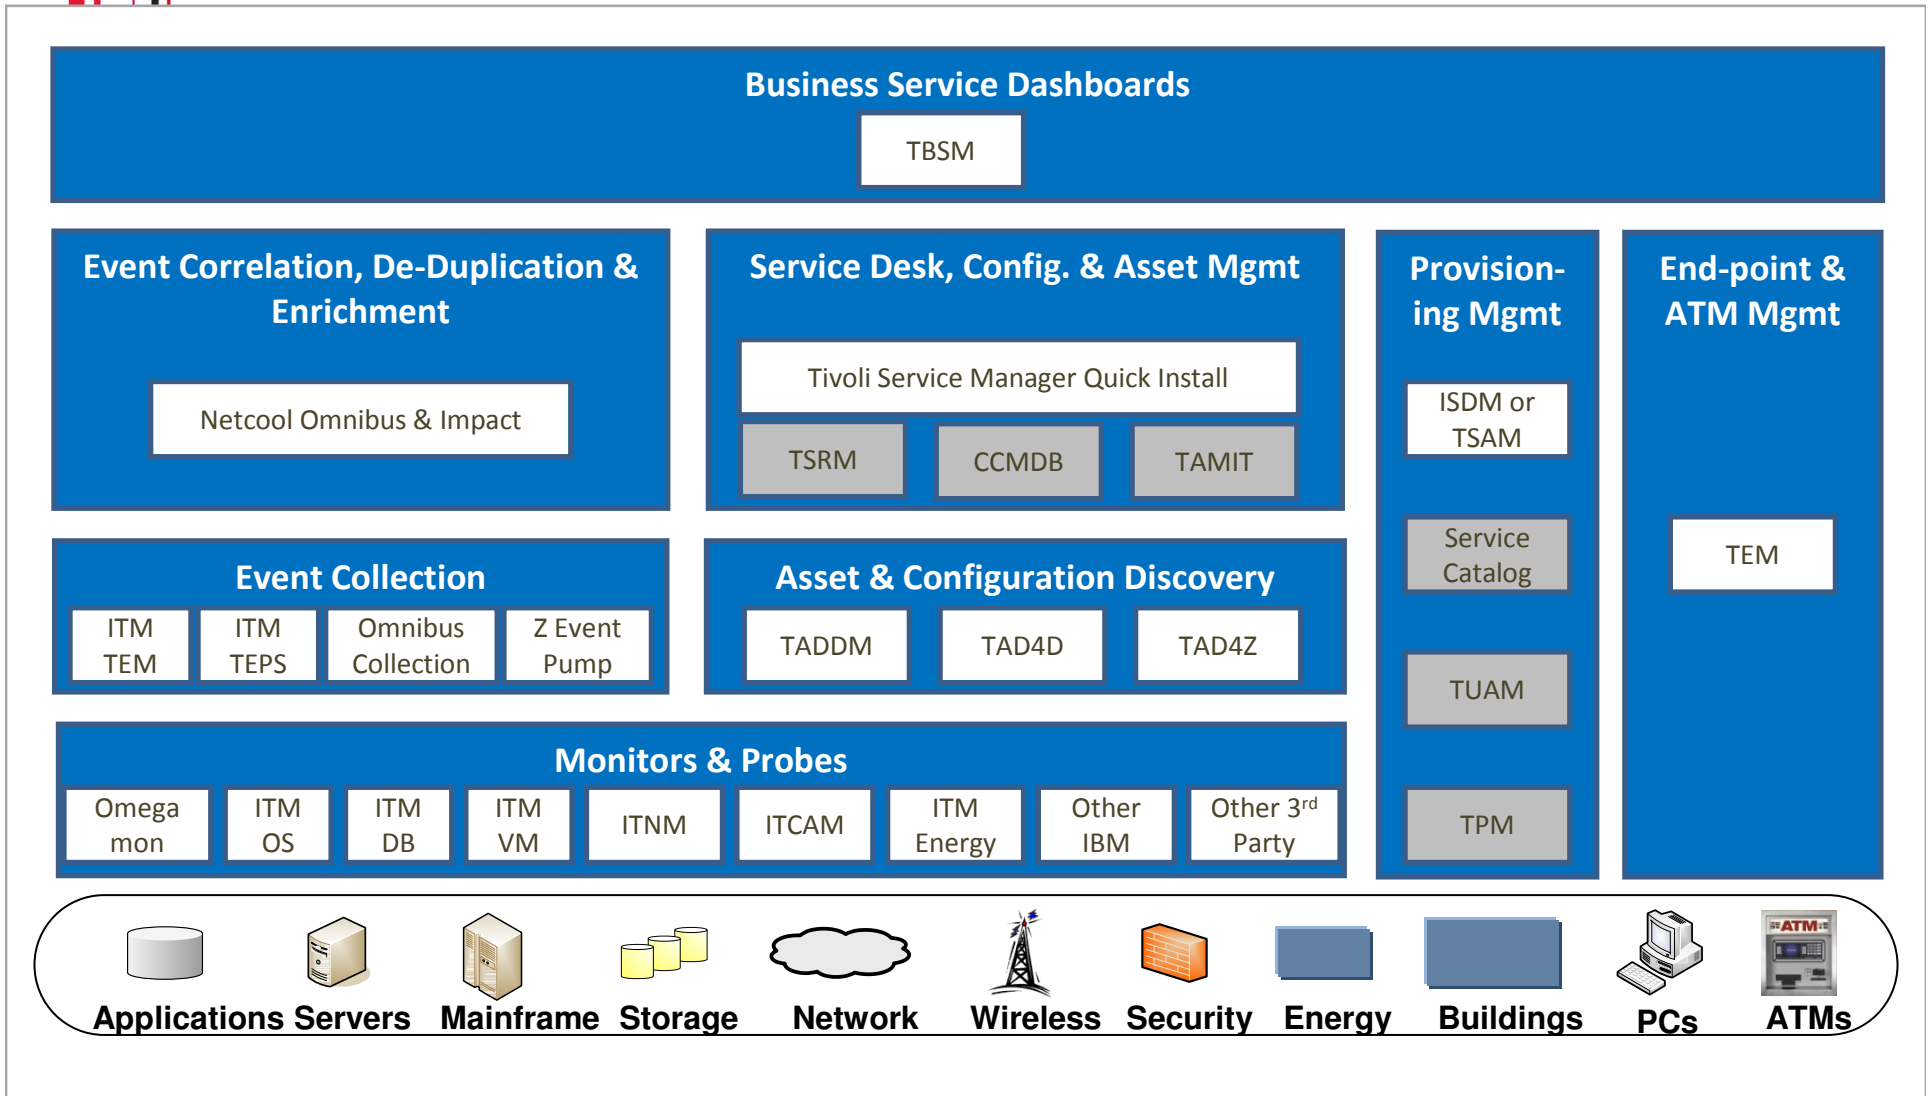 Business Service Dashboards
TBSM
Event Correlation, De-Duplication &
Enrichment
Netcool Omnibus & Impact
Service Desk, Config. & Asset Mgmt
Tivoli Service Manager Quick Install
TSRM
CCMDB
TAMIT
Provision-
ing Mgmt
ISDM or
TSAM
Service
Catalog
TUAM
TPM
End-point &
ATM Mgmt
TEM
Event Collection
ITM
TEM
ITM
TEPS
Omnibus
Collection
Z Event
Pump
Asset & Configuration Discovery
TADDM
TAD4D
TAD4Z
Monitors & Probes
Omega
mon
ITM
OS
ITM
DB
ITM
VM
ITNM
ITCAM
ITM
Energy
Other
IBM
Other 3rd
Party
ATM
Applications Servers Mainframe Storage Network Wireless Security Energy Buildings PCs ATMs